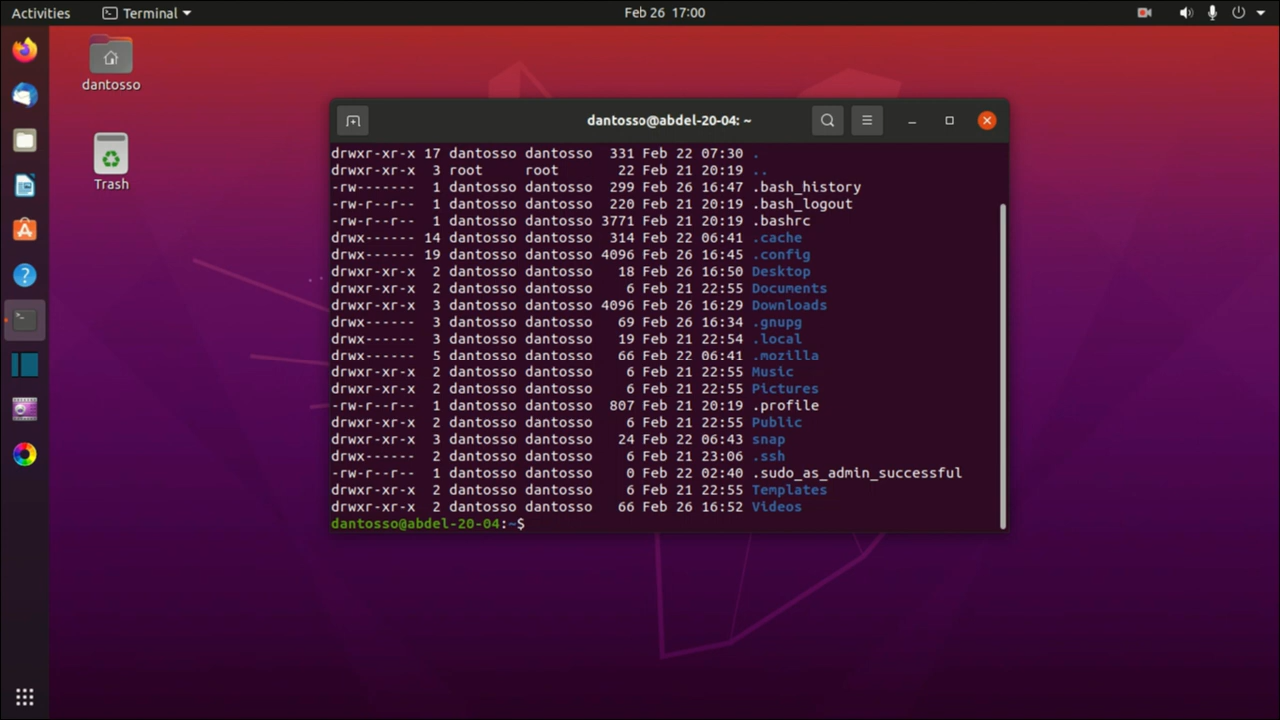 Activities Terminal Feb 26 17:00
dantosso
Trash
dantosso@abdel-20-04: ~
drwxr-xr-x 17 dantosso dantosso  331 Feb 22 07:30 .
drwxr-xr-x  3 root     root       22 Feb 21 20:19 ..
-rw-------  1 dantosso dantosso  299 Feb 26 16:47 .bash_history
-rw-r--r--  1 dantosso dantosso  220 Feb 21 20:19 .bash_logout
-rw-r--r--  1 dantosso dantosso 3771 Feb 21 20:19 .bashrc
drwx------ 14 dantosso dantosso  314 Feb 22 06:41 .cache
drwx------ 19 dantosso dantosso 4096 Feb 26 16:45 .config
drwxr-xr-x  2 dantosso dantosso   18 Feb 26 16:50 Desktop
drwxr-xr-x  2 dantosso dantosso    6 Feb 21 22:55 Documents
drwxr-xr-x  3 dantosso dantosso 4096 Feb 26 16:29 Downloads
drwx------  3 dantosso dantosso   69 Feb 26 16:34 .gnupg
drwx------  3 dantosso dantosso   19 Feb 21 22:54 .local
drwx------  5 dantosso dantosso   66 Feb 22 06:41 .mozilla
drwxr-xr-x  2 dantosso dantosso    6 Feb 21 22:55 Music
drwxr-xr-x  2 dantosso dantosso    6 Feb 21 22:55 Pictures
-rw-r--r--  1 dantosso dantosso  807 Feb 21 20:19 .profile
drwxr-xr-x  2 dantosso dantosso    6 Feb 21 22:55 Public
drwxr-xr-x  3 dantosso dantosso   24 Feb 22 06:43 snap
drwx------  2 dantosso dantosso    6 Feb 21 23:06 .ssh
-rw-r--r--  1 dantosso dantosso    0 Feb 22 02:40 .sudo_as_admin_successful
drwxr-xr-x  2 dantosso dantosso    6 Feb 21 22:55 Templates
drwxr-xr-x  2 dantosso dantosso   66 Feb 26 16:52 Videos
dantosso@abdel-20-04:~$